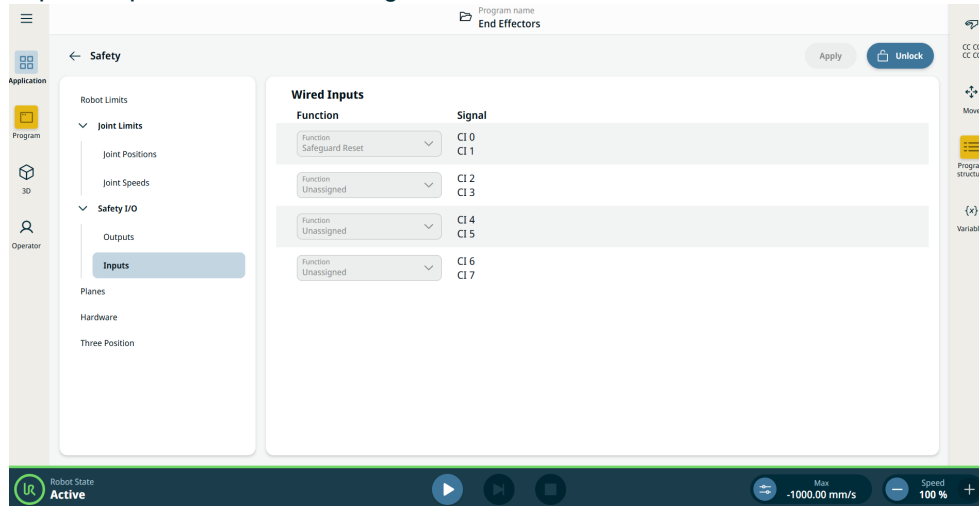 Program name
End Effectors
Application
Program
3D
Operator
Safety
Apply
Unlock
Robot Limits
Joint Limits
Joint Positions
Joint Speeds
Safety I/O
Outputs
Inputs
Planes
Hardware
Three Position
Wired Inputs
Function Signal
Function
Safeguard Reset
CI 0
CI 1
Function
Unassigned
CI 2
CI 3
Function
Unassigned
CI 4
CI 5
Function
Unassigned
CI 6
CI 7
Move
{x}
UR
Robot State
Active
Max
-1000.00 mm/s
Speed
100 %